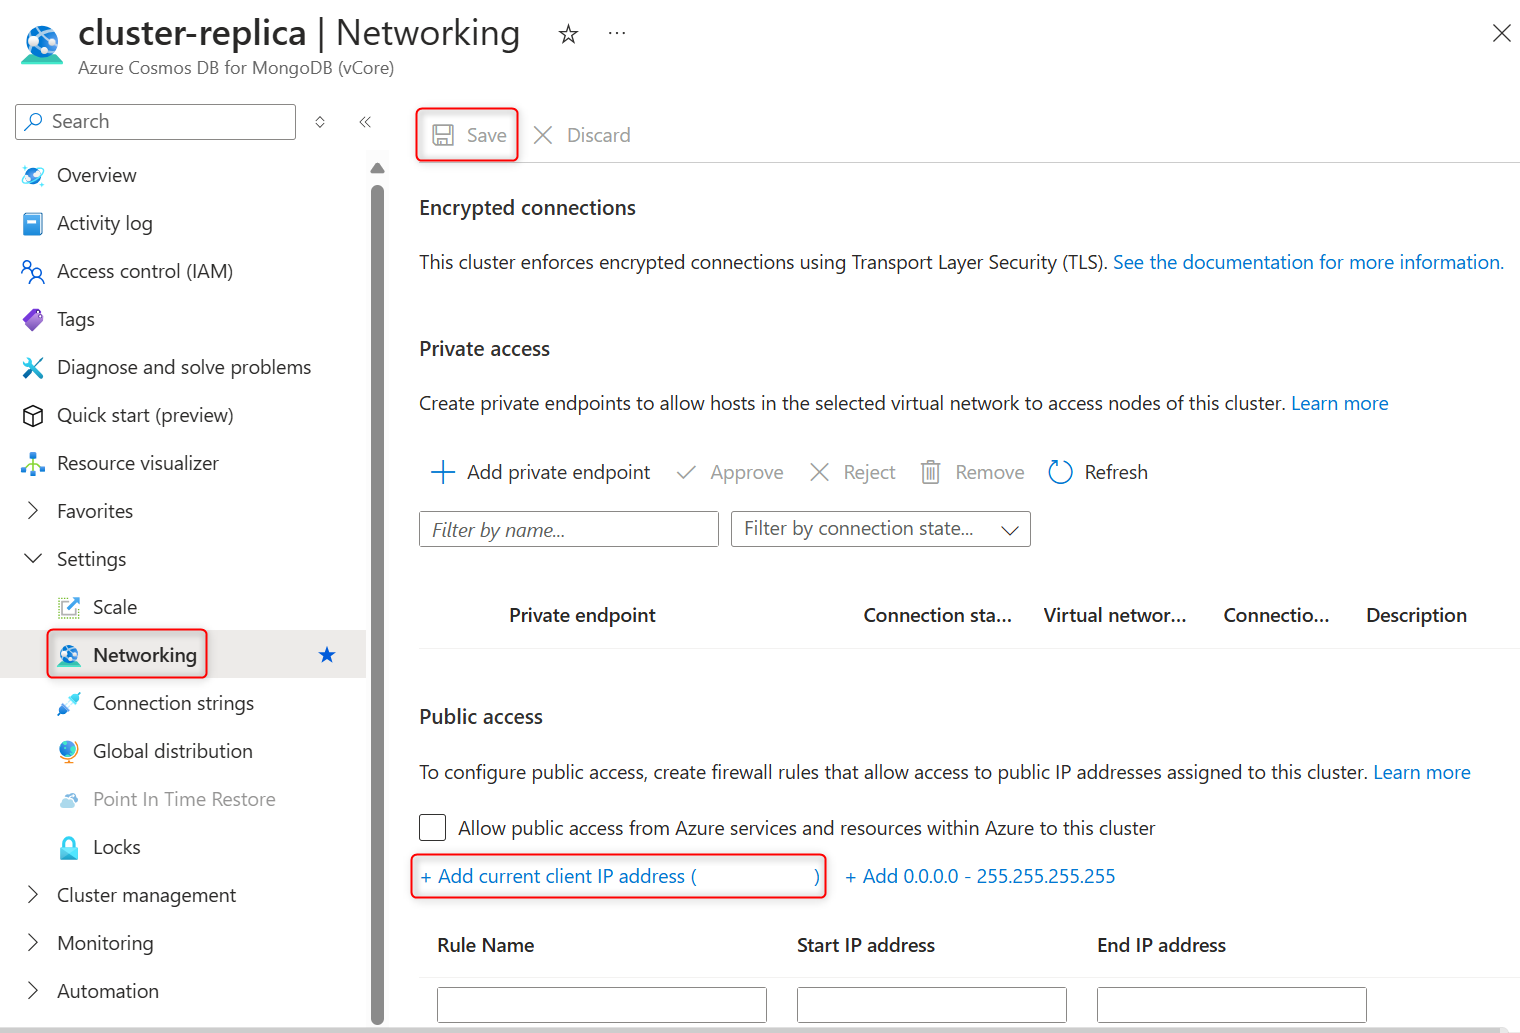 cluster-replica | Networking ☆ ···
Azure Cosmos DB for MongoDB (vCore)
Search
Overview
Activity log
Access control (IAM)
Tags
Diagnose and solve problems
Quick start (preview)
Resource visualizer
Favorites
Settings
Scale
Networking
Connection strings
Global distribution
Point In Time Restore
Locks
Cluster management
Monitoring
Automation
Save Discard
Encrypted connections
This cluster enforces encrypted connections using Transport Layer Security (TLS). See the documentation for more information.
Private access
Create private endpoints to allow hosts in the selected virtual network to access nodes of this cluster. Learn more
Add private endpoint Approve Reject Remove Refresh
Filter by name... Filter by connection state...
Private endpoint Connection sta... Virtual networ... Connectio... Description
Public access
To configure public access, create firewall rules that allow access to public IP addresses assigned to this cluster. Learn more
Allow public access from Azure services and resources within Azure to this cluster
+ Add current client IP address ( ) + Add 0.0.0.0 - 255.255.255.255
Rule Name Start IP address End IP address